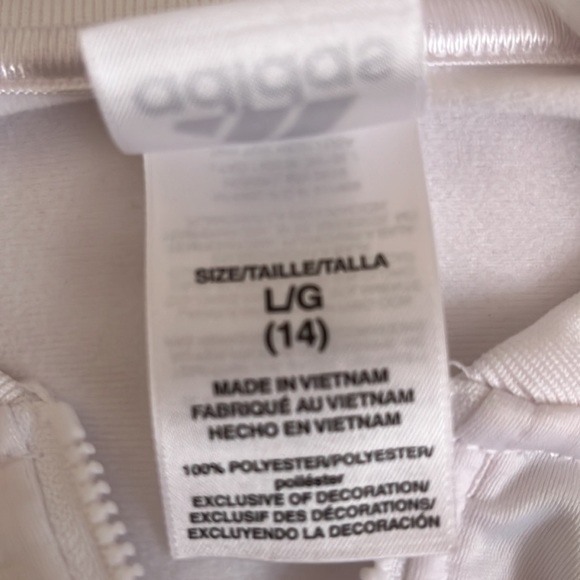 adidas
SIZE/TAILLE/TALLA
L/G
(14)
MADE IN VIETNAM
FABRIQUÉ AU VIETNAM
HECHO EN VIETNAM
100% POLYESTER/POLYESTER/
poliéster
EXCLUSIVE OF DECORATION/
EXCLUSIF DES DÉCORATIONS/
EXCLUYENDO LA DECORACIÓN